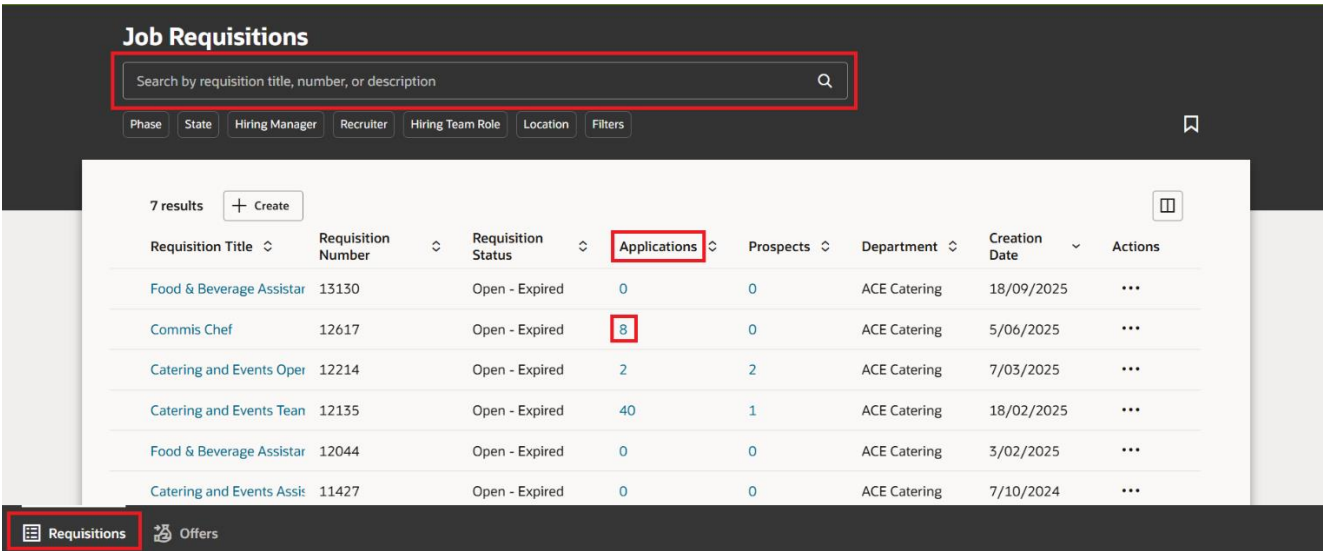 Job Requisitions
Search by requisition title, number, or description
Phase State Hiring Manager Recruiter Hiring Team Role Location Filters
7 results + Create
Requisition Title Requisition Number Requisition Status Applications Prospects Department Creation Date Actions
Food & Beverage Assistar 13130 Open - Expired 0 0 ACE Catering 18/09/2025 •••
Commis Chef 12617 Open - Expired 8 0 ACE Catering 5/06/2025 •••
Catering and Events Oper 12214 Open - Expired 2 2 ACE Catering 7/03/2025 •••
Catering and Events Tean 12135 Open - Expired 40 1 ACE Catering 18/02/2025 •••
Food & Beverage Assistar 12044 Open - Expired 0 0 ACE Catering 3/02/2025 •••
Catering and Events Assis 11427 Open - Expired 0 0 ACE Catering 7/10/2024 •••
Requisitions Offers